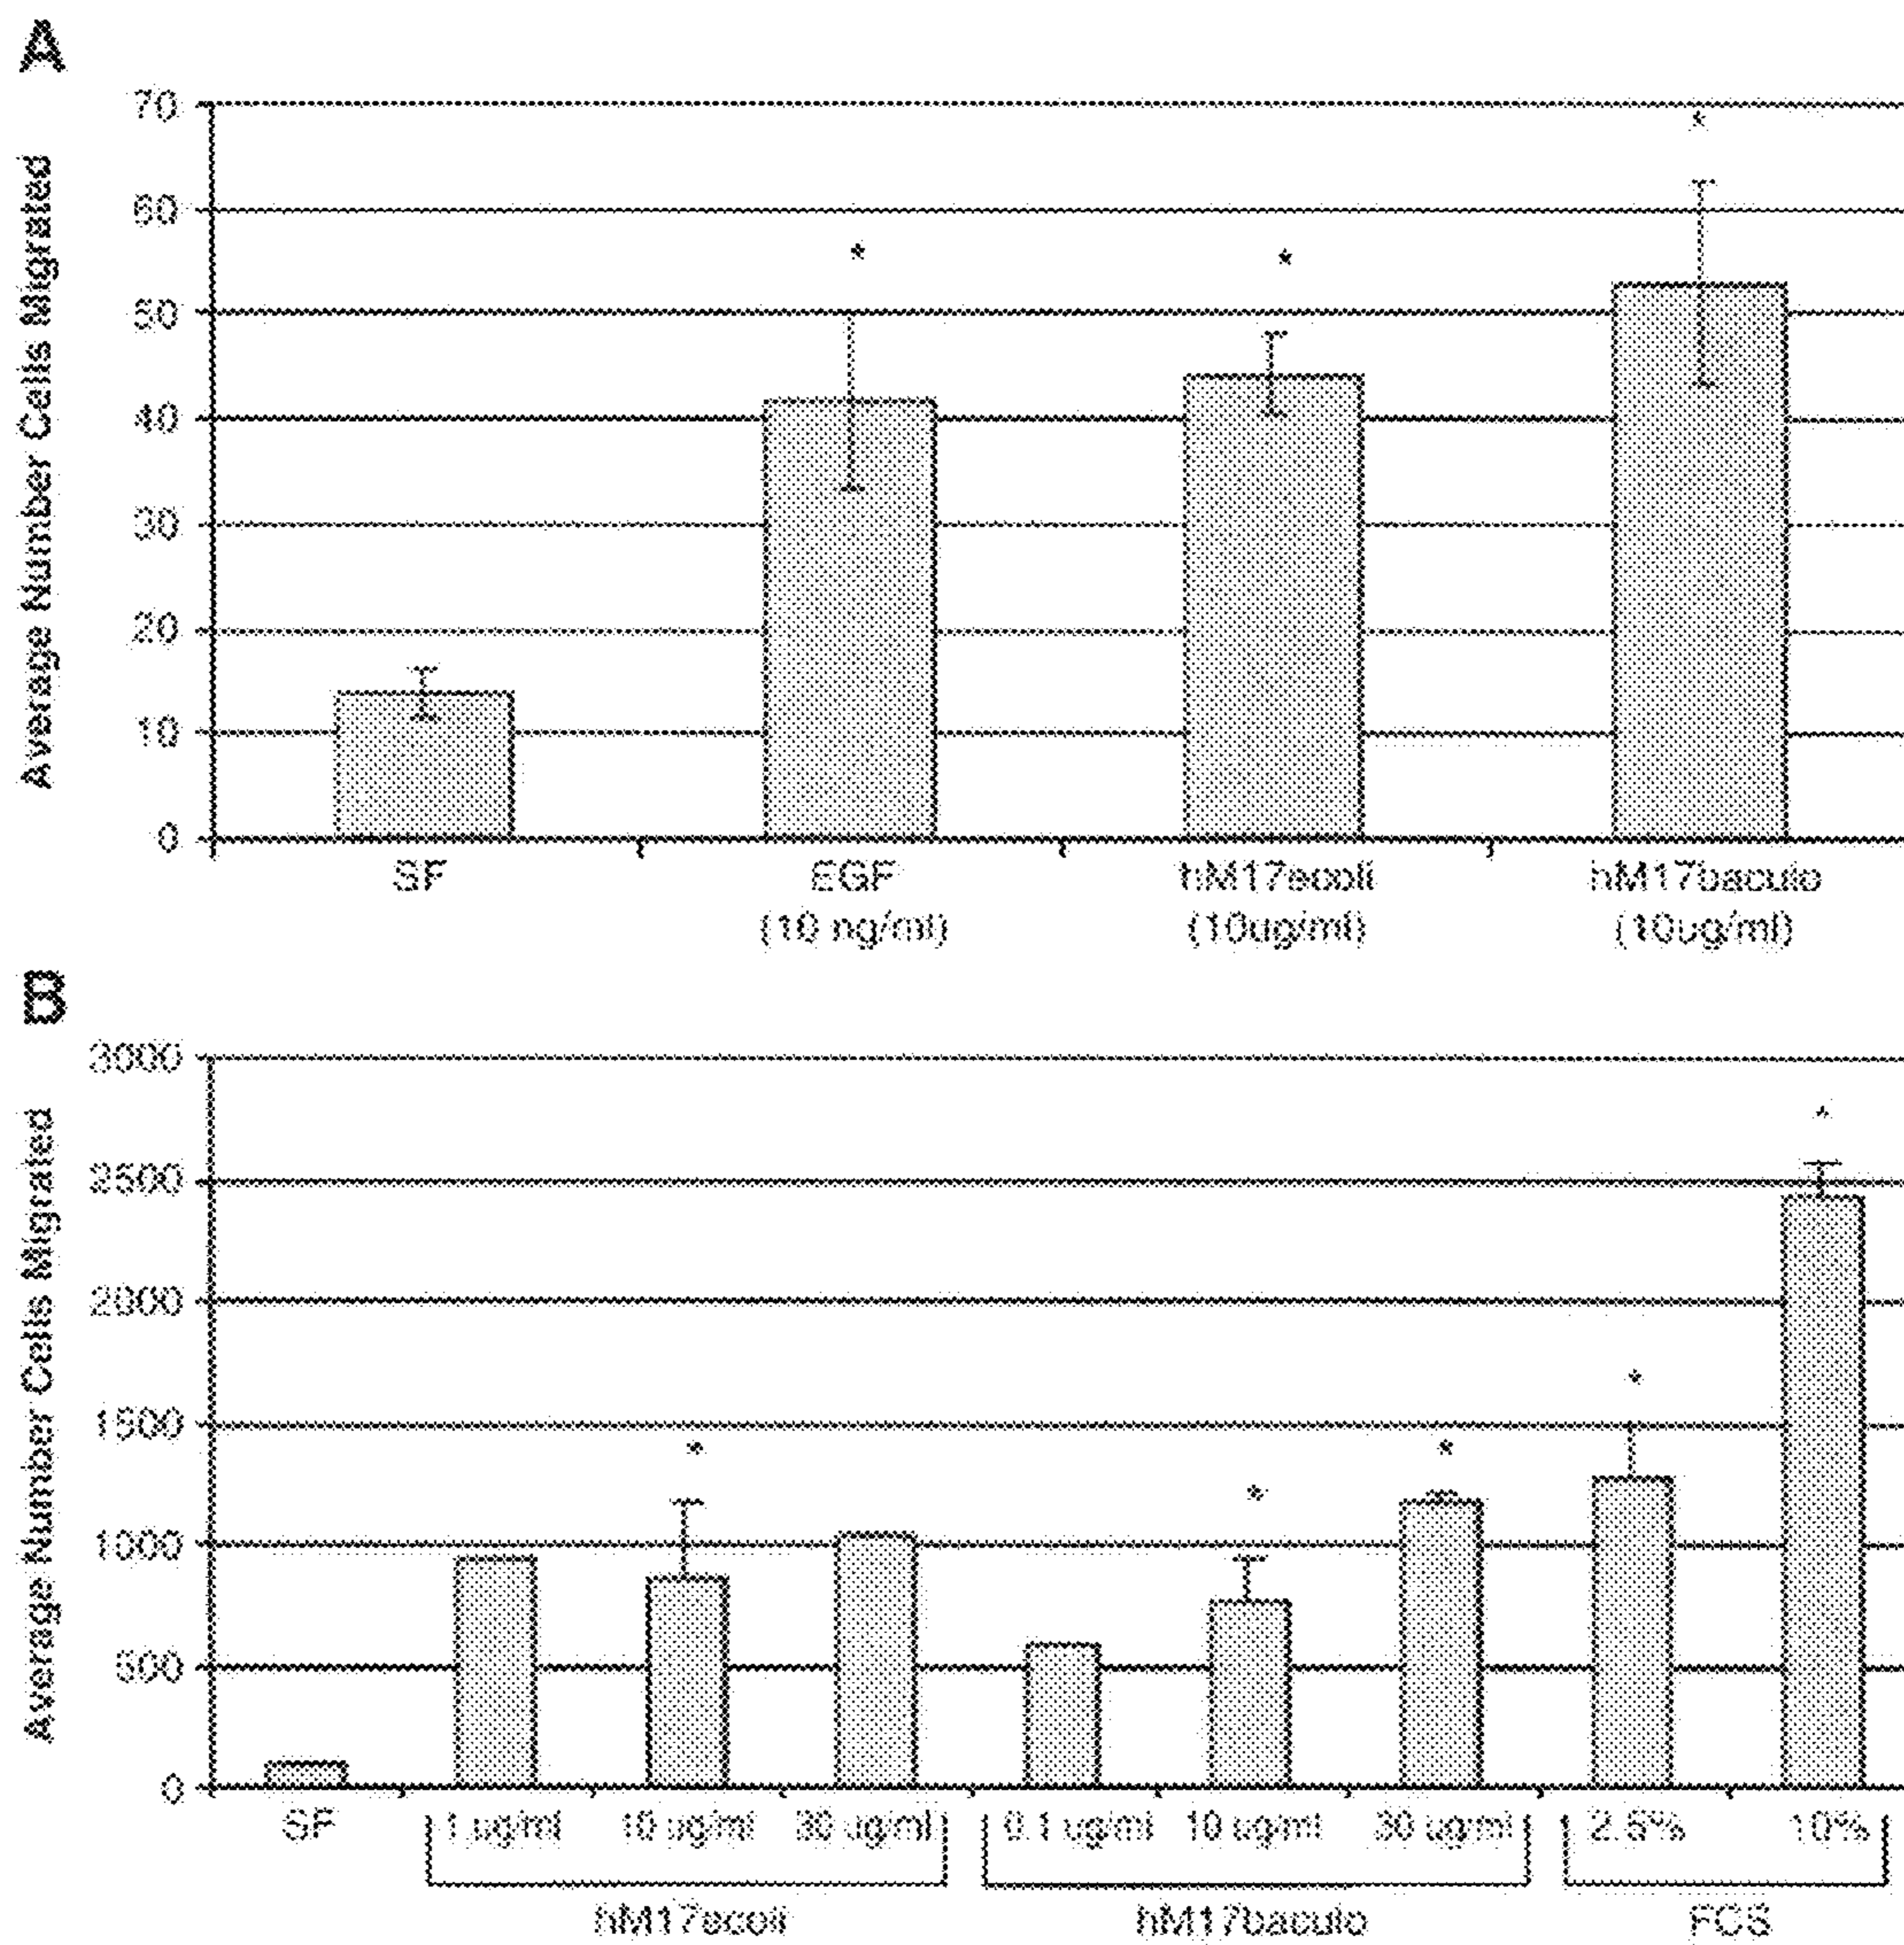 A
Average Number Cells Migrated
70
60
50
40
30
20
10
0
SF
EGF
(10 ng/ml)
hM17ecoli
(10ug/ml)
hM17baculo
(10ug/ml)
*
*
*
B
Average Number Cells Migrated
3000
2500
2000
1500
1000
500
0
*
*
*
*
*
SF
1 ug/ml
10 ug/ml
30 ug/ml
0.1 ug/ml
10 ug/ml
30 ug/ml
2.5%
10%
hM17ecoli
hM17baculo
FCS